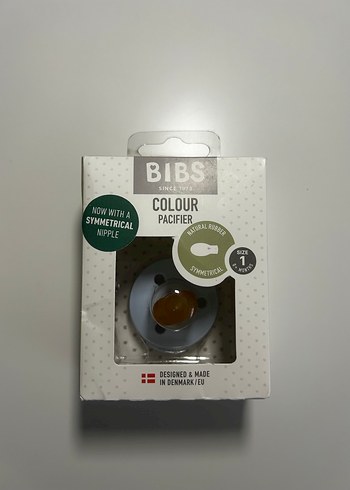 BIBS
SINCE 1978
COLOUR
PACIFIER
NOW WITH A
SYMMETRICAL
NIPPLE
NATURAL RUBBER
SYMMETRICAL
SIZE
1
DESIGNED & MADE
IN DENMARK/EU